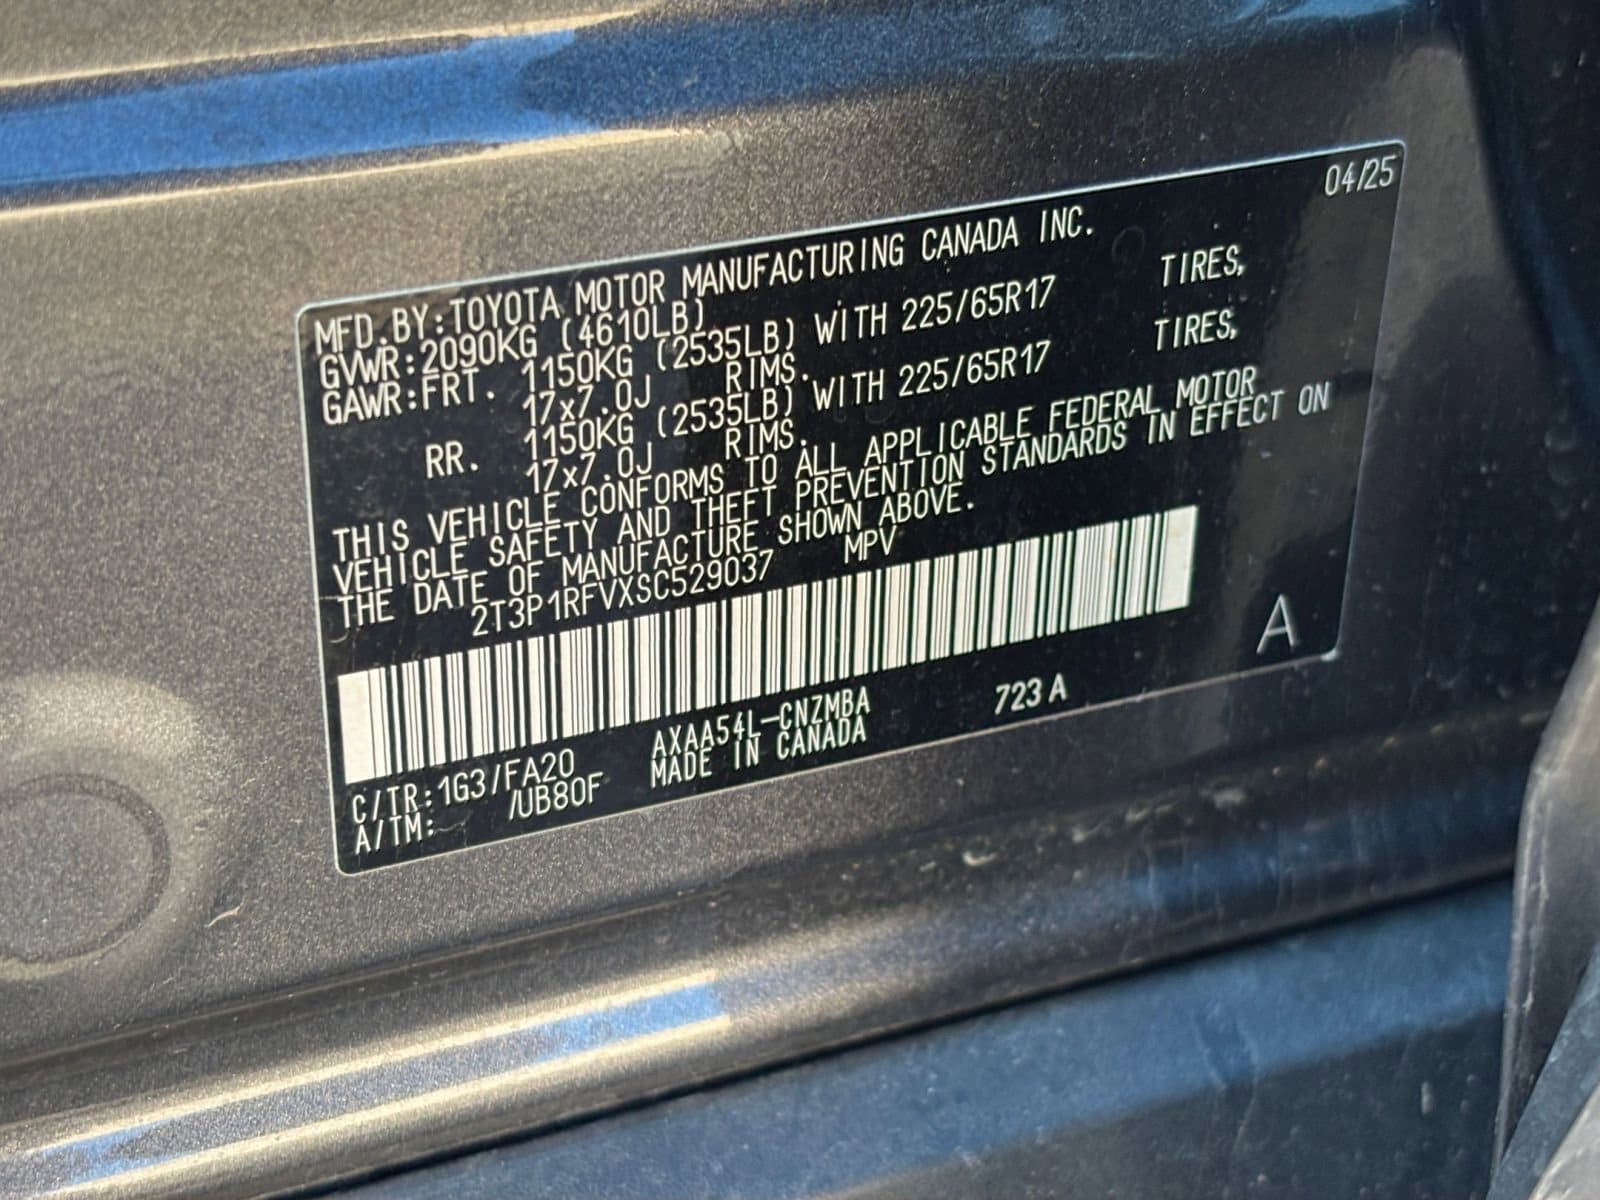 04/25
MFD.BY:TOYOTA MOTOR MANUFACTURING CANADA INC.
GVWR:2090KG (4610LB)
GAWR:FRT. 1150KG (2535LB) WITH 225/65R17 TIRES,
17x7.0J RIMS.
RR. 1150KG (2535LB) WITH 225/65R17 TIRES,
17x7.0J RIMS.
THIS VEHICLE CONFORMS TO ALL APPLICABLE FEDERAL MOTOR
VEHICLE SAFETY AND THEFT PREVENTION STANDARDS IN EFFECT ON
THE DATE OF MANUFACTURE SHOWN ABOVE.
2T3P1RFVXSC529037 MPV
A
C/TR:1G3/FA20 AXAA54L-CNZMBA 723A
A/TM: /UB80F MADE IN CANADA